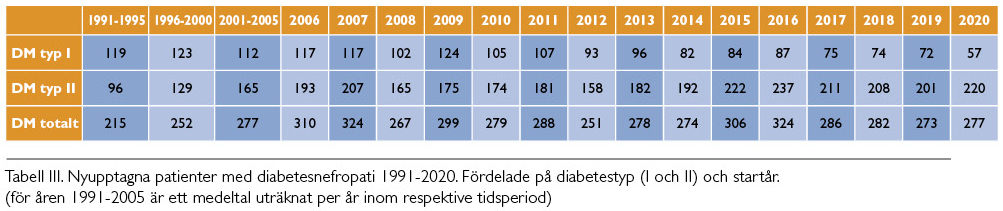 1991-1995 1996-2000 2001-2005 2006 2007 2008 2009 2010 2011 2012 2013 2014 2015 2016 2017 2018 2019 2020
DM typ I 119 123 112 117 117 102 124 105 107 93 96 82 84 87 75 74 72 57
DM typ II 96 129 165 193 207 165 175 174 181 158 182 192 222 237 211 208 201 220
DM totalt 215 252 277 310 324 267 299 279 288 251 278 274 306 324 286 282 273 277
Tabell III. Nyupptagna patienter med diabetesnefropati 1991-2020. Fördelade på diabetestyp (I och II) och startår.
(för åren 1991-2005 är ett medeltal uträknat per år inom respektive tidsperiod)